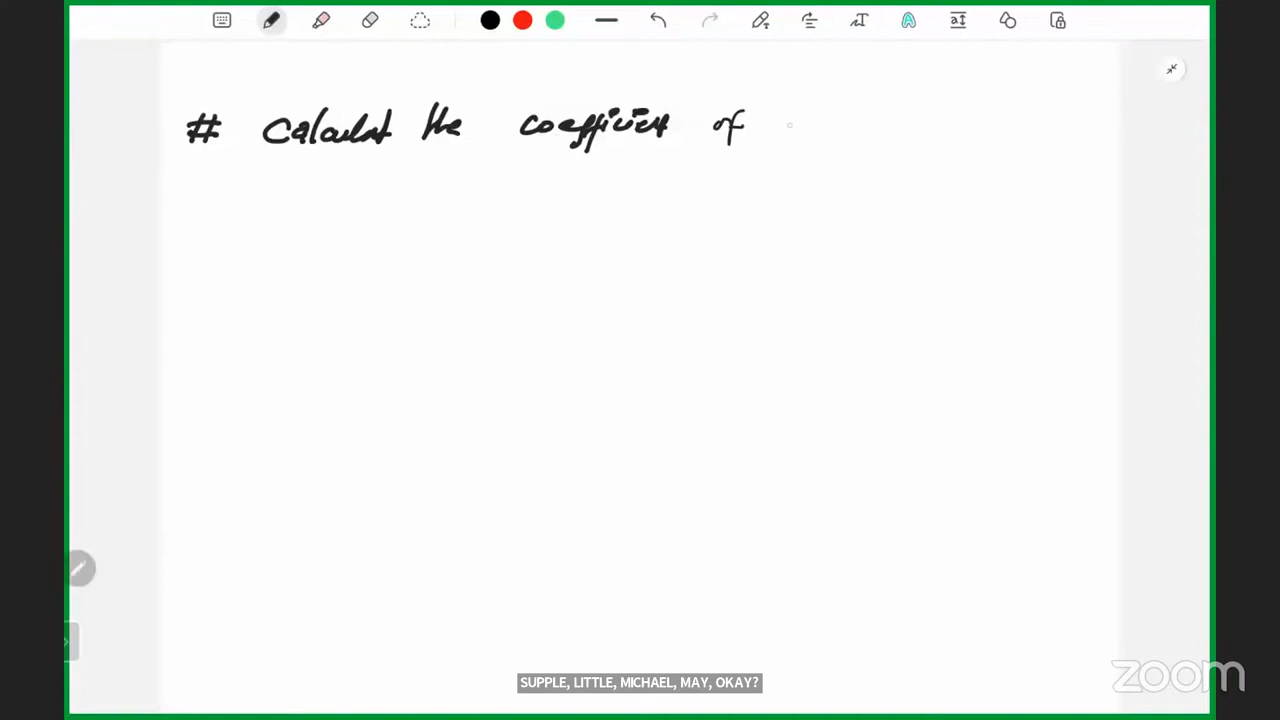 # Calculat the coefficient of
SUPPLE, LITTLE, MICHAEL, MAY, OKAY?
zoom